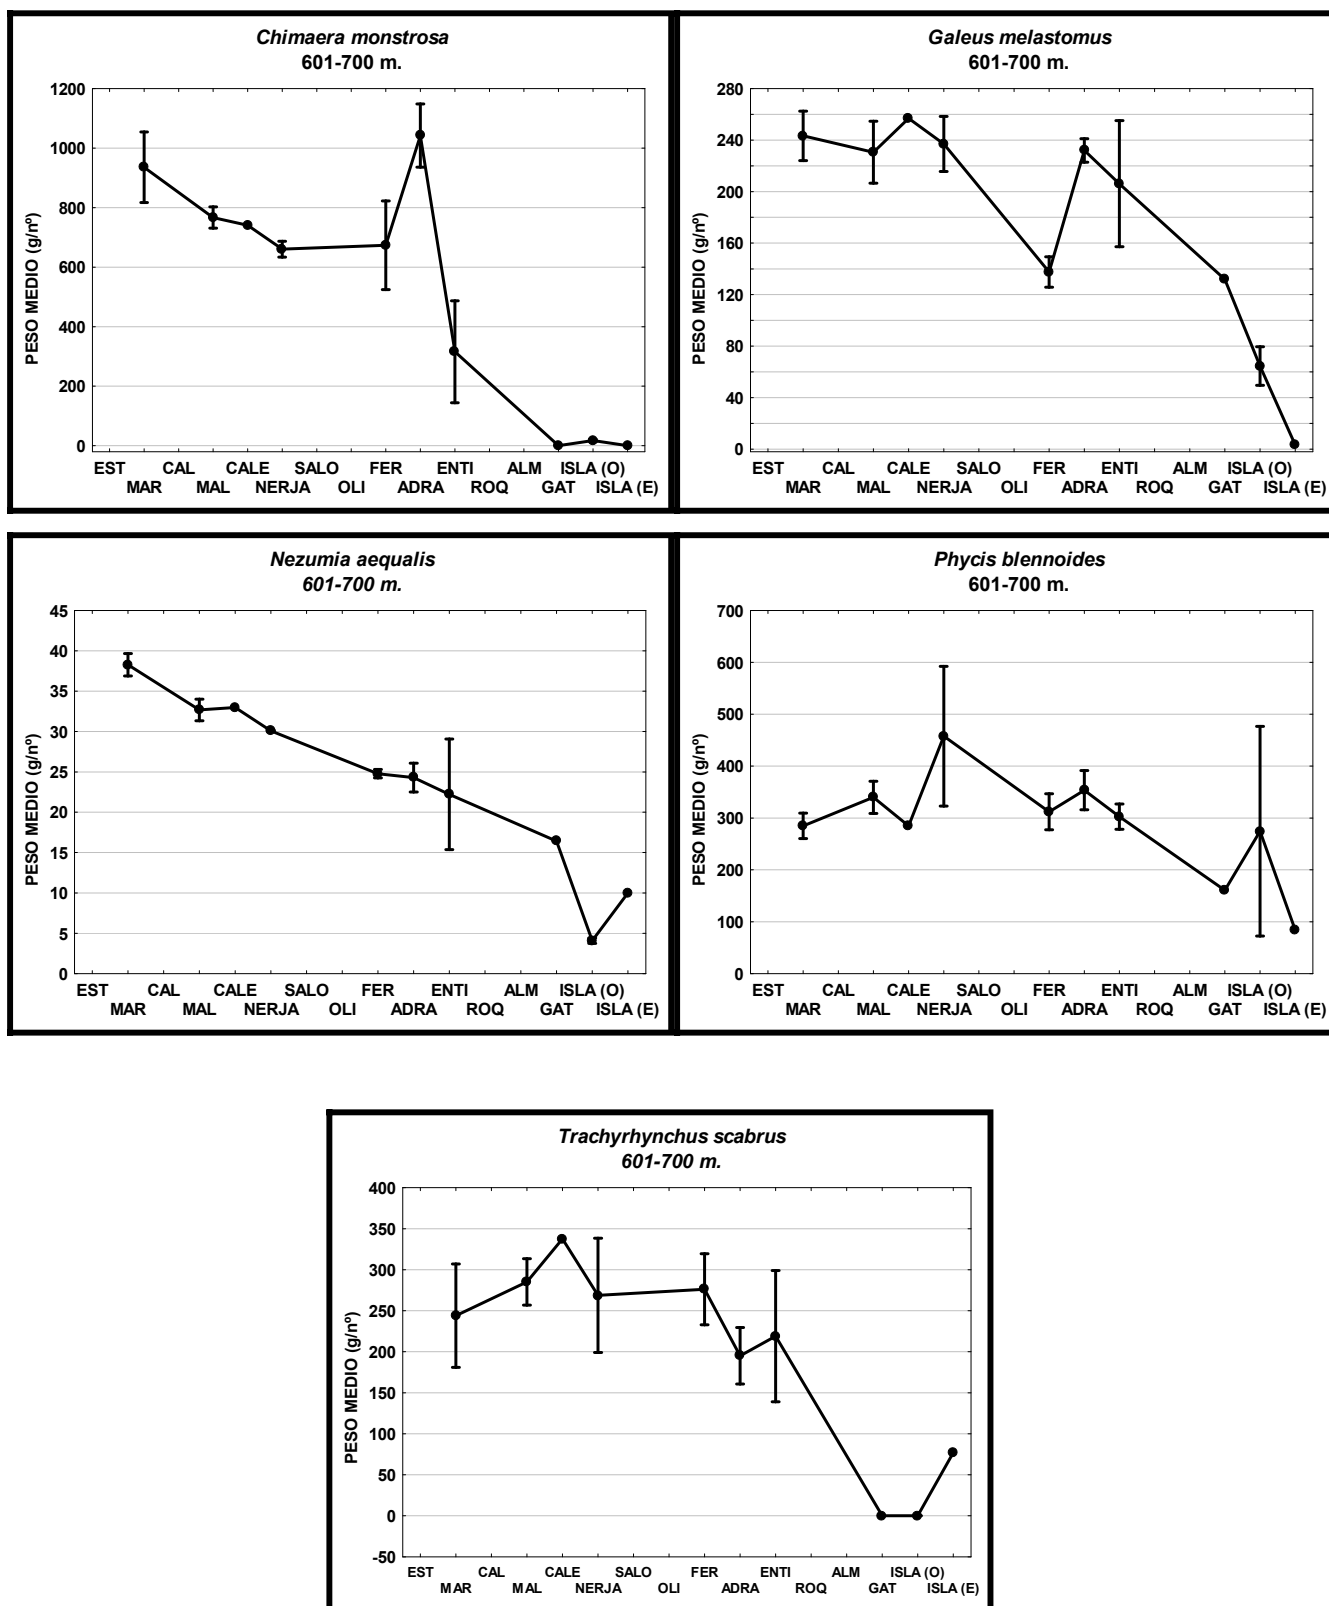 Chimaera monstrosa
601-700 m.
PESO MEDIO (g/nº)
1200
1000
800
600
400
200
0
EST CAL CALE SALO FER ENTI ALM ISLA (O)
MAR MAL NERJA OLI ADRA ROQ GAT ISLA (E)
Galeus melastomus
601-700 m.
PESO MEDIO (g/nº)
280
240
200
160
120
80
40
0
EST CAL CALE SALO FER ENTI ALM ISLA (O)
MAR MAL NERJA OLI ADRA ROQ GAT ISLA (E)
Nezumia aequalis
601-700 m.
PESO MEDIO (g/nº)
45
40
35
30
25
20
15
10
5
0
EST CAL CALE SALO FER ENTI ALM ISLA (O)
MAR MAL NERJA OLI ADRA ROQ GAT ISLA (E)
Phycis blennoides
601-700 m.
PESO MEDIO (g/nº)
700
600
500
400
300
200
100
0
EST CAL CALE SALO FER ENTI ALM ISLA (O)
MAR MAL NERJA OLI ADRA ROQ GAT ISLA (E)
Trachyrhynchus scabrus
601-700 m.
PESO MEDIO (g/nº)
400
350
300
250
200
150
100
50
0
-50
EST CAL CALE SALO FER ENTI ALM ISLA (O)
MAR MAL NERJA OLI ADRA ROQ GAT ISLA (E)